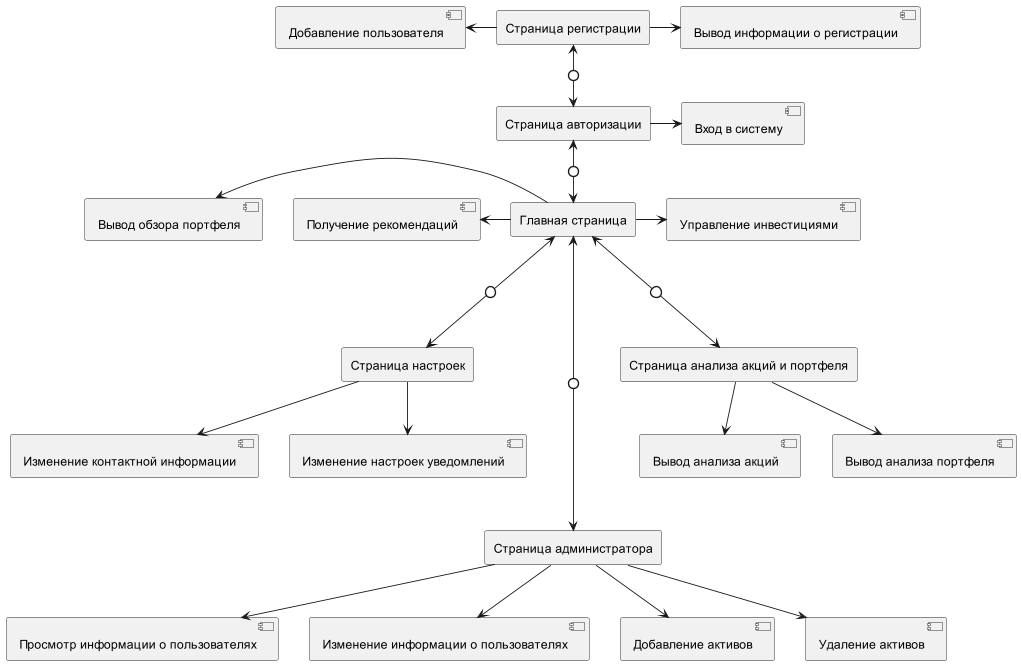 Добавление пользователя
Страница регистрации
Вывод информации о регистрации
Страница авторизации
Вход в систему
Вывод обзора портфеля
Получение рекомендаций
Главная страница
Управление инвестициями
Страница настроек
Страница анализа акций и портфеля
Изменение контактной информации
Изменение настроек уведомлений
Вывод анализа акций
Вывод анализа портфеля
Страница администратора
Просмотр информации о пользователях
Изменение информации о пользователях
Добавление активов
Удаление активов